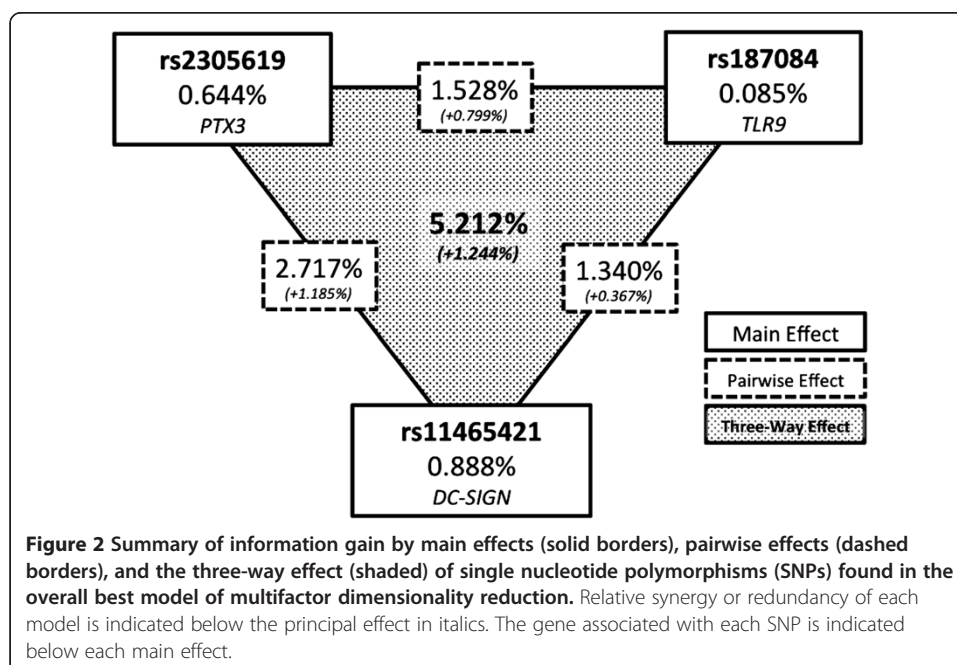 rs2305619
0.644%
PTX3
1.528%
(+0.799%)
rs187084
0.085%
TLR9
5.212%
(+1.244%)
2.717%
(+1.185%)
1.340%
(+0.367%)
rs11465421
0.888%
DC-SIGN
Main Effect
Pairwise Effect
Three-Way Effect
Figure 2 Summary of information gain by main effects (solid borders), pairwise effects (dashed
borders), and the three-way effect (shaded) of single nucleotide polymorphisms (SNPs) found in the
overall best model of multifactor dimensionality reduction. Relative synergy or redundancy of each
model is indicated below the principal effect in italics. The gene associated with each SNP is indicated
below each main effect.